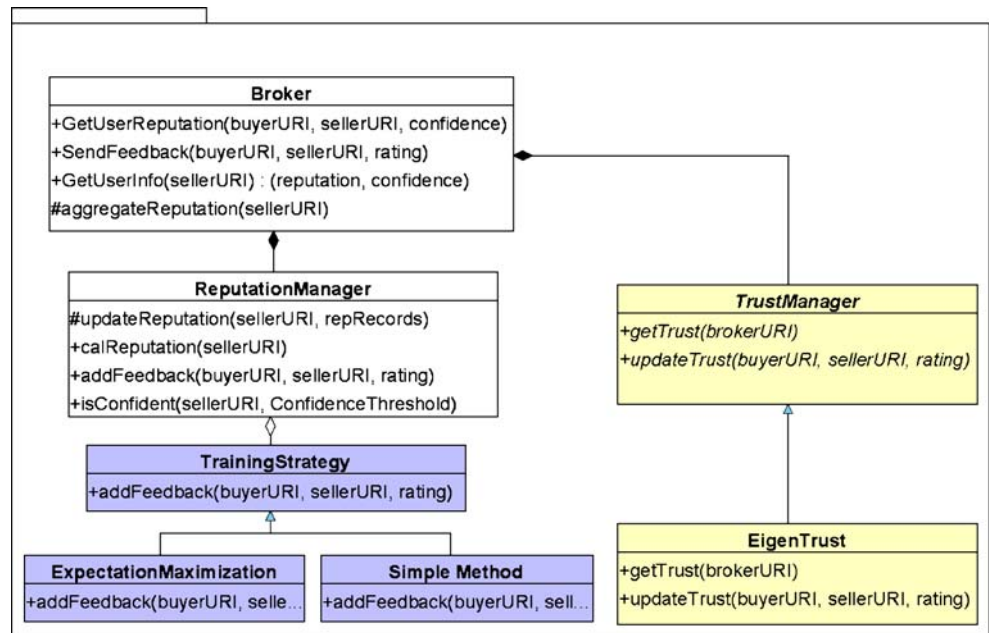 Broker
+GetUserReputation(buyerURI, sellerURI, confidence)
+SendFeedback(buyerURI, sellerURI, rating)
+GetUserInfo(sellerURI) : (reputation, confidence)
#aggregateReputation(sellerURI)
ReputationManager
#updateReputation(sellerURI, repRecords)
+calReputation(sellerURI)
+addFeedback(buyerURI, sellerURI, rating)
+isConfident(sellerURI, ConfidenceThreshold)
TrustManager
+getTrust(brokerURI)
+updateTrust(buyerURI, sellerURI, rating)
TrainingStrategy
+addFeedback(buyerURI, sellerURI, rating)
ExpectationMaximization
+addFeedback(buyerURI, selle...
Simple Method
+addFeedback(buyerURI, sell...
EigenTrust
+getTrust(brokerURI)
+updateTrust(buyerURI, sellerURI, rating)